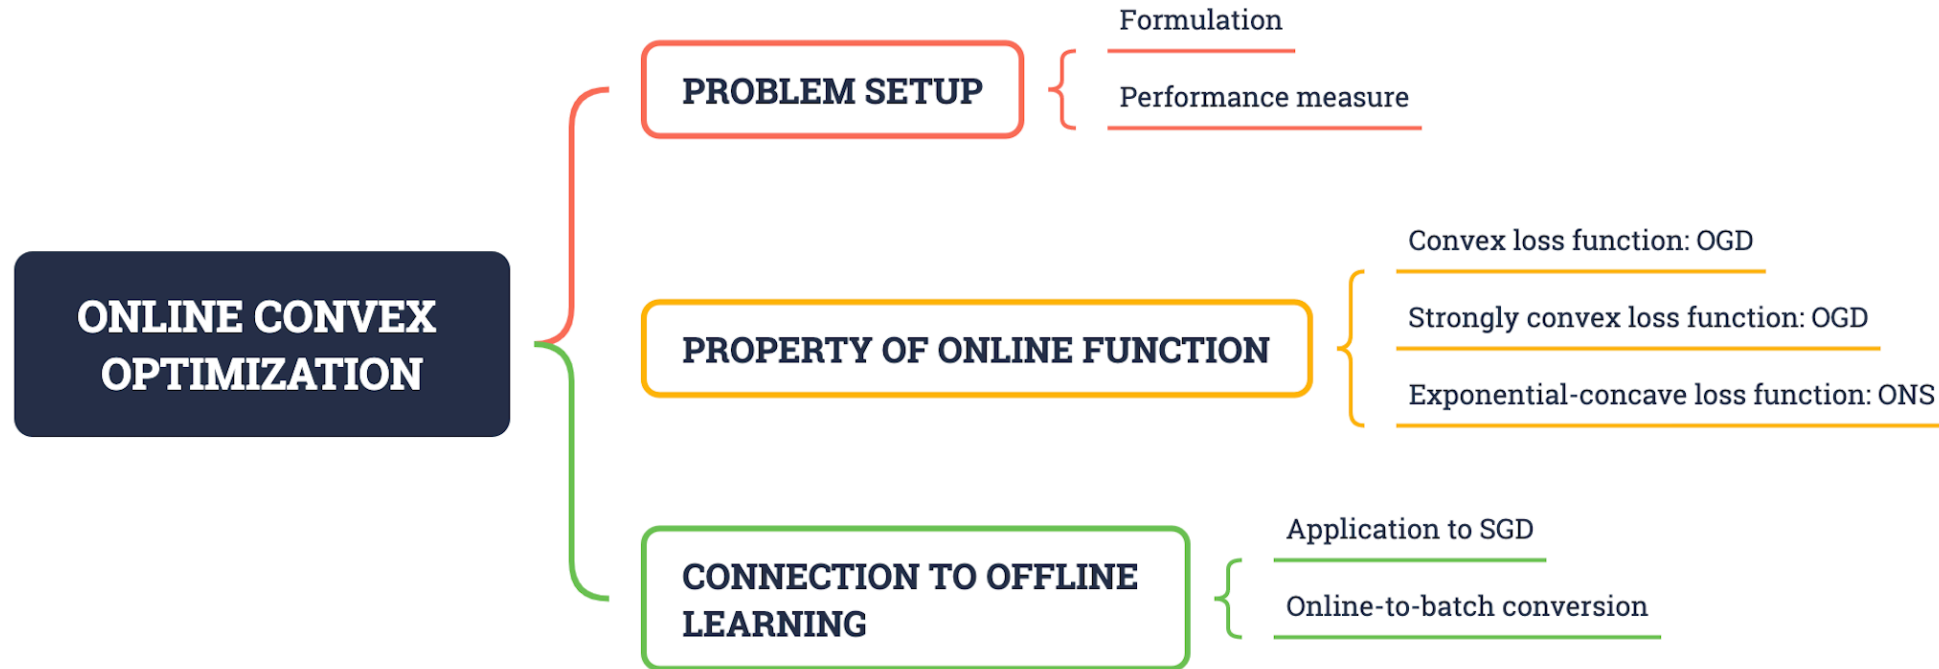 ONLINE CONVEX
OPTIMIZATION
PROBLEM SETUP
Formulation
Performance measure
PROPERTY OF ONLINE FUNCTION
Convex loss function: OGD
Strongly convex loss function: OGD
Exponential-concave loss function: ONS
CONNECTION TO OFFLINE
LEARNING
Application to SGD
Online-to-batch conversion